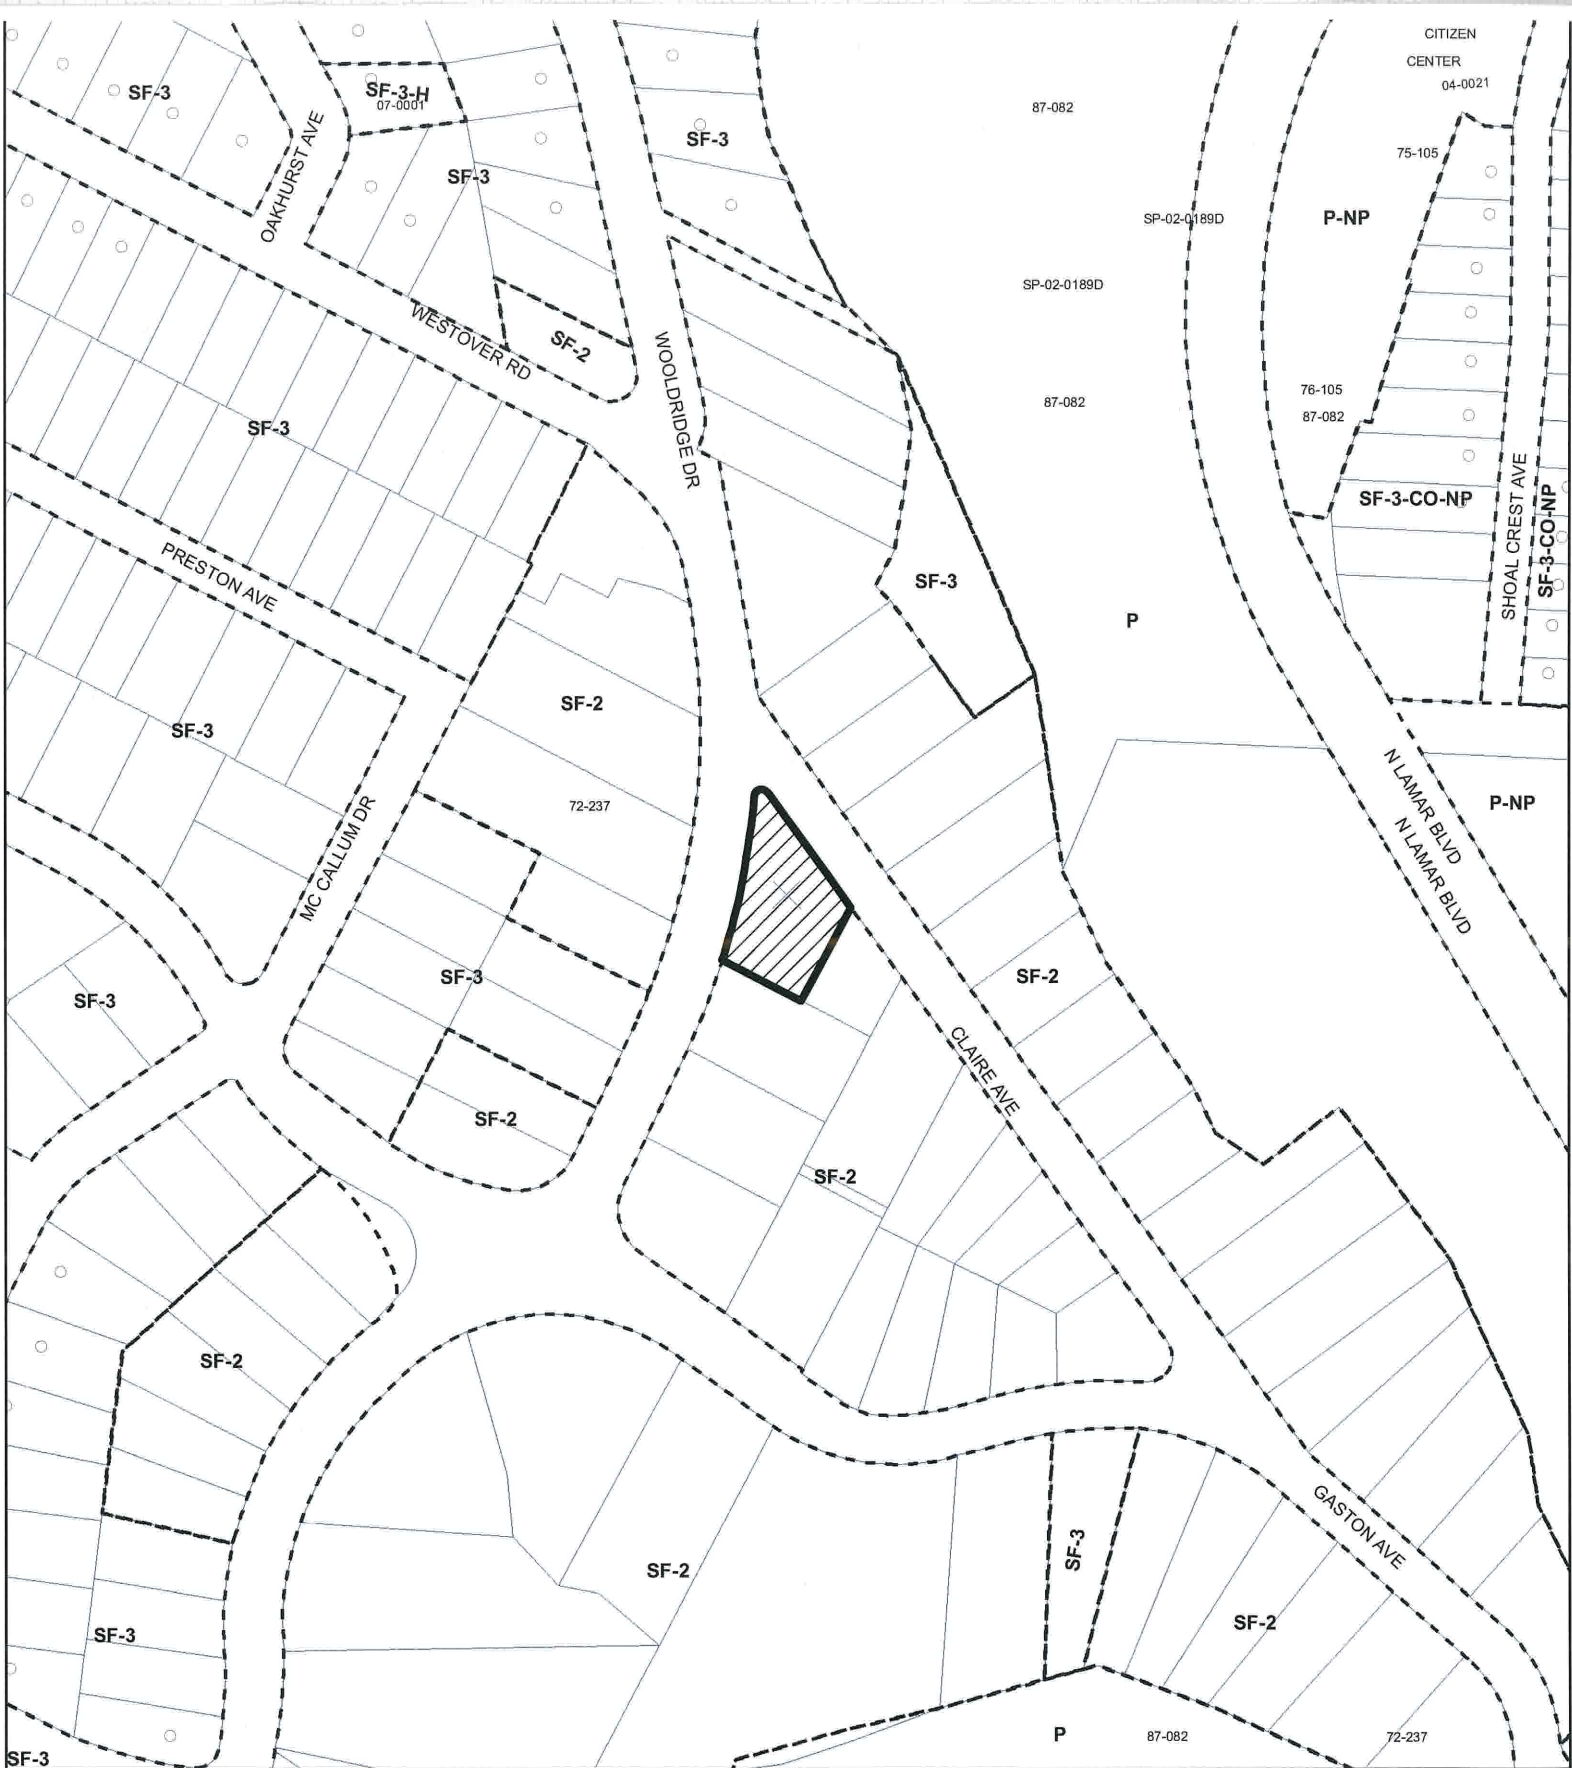 CITIZEN
CENTER
04-0021
SF-3
SF-3-H
07-0001
87-082
OAKHURST AVE
SF-3
75-105
SF-3
SP-02-0189D
P-NP
SP-02-0189D
WESTOVER RD
SF-2
WOOLDRIDGE DR
76-105
87-082
87-082
SF-3
SF-3-CO-NP
SHOAL CREST AVE
SF-3-CO-NP
PRESTON AVE
SF-3
P
SF-2
SF-3
72-237
MC CALLUM DR
N LAMAR BLVD
N LAMAR BLVD
P-NP
SF-3
SF-3
SF-2
CLAIRE AVE
SF-2
SF-2
SF-2
GASTON AVE
SF-3
SF-2
SF-2
SF-3
P
87-082
72-237
SF-3